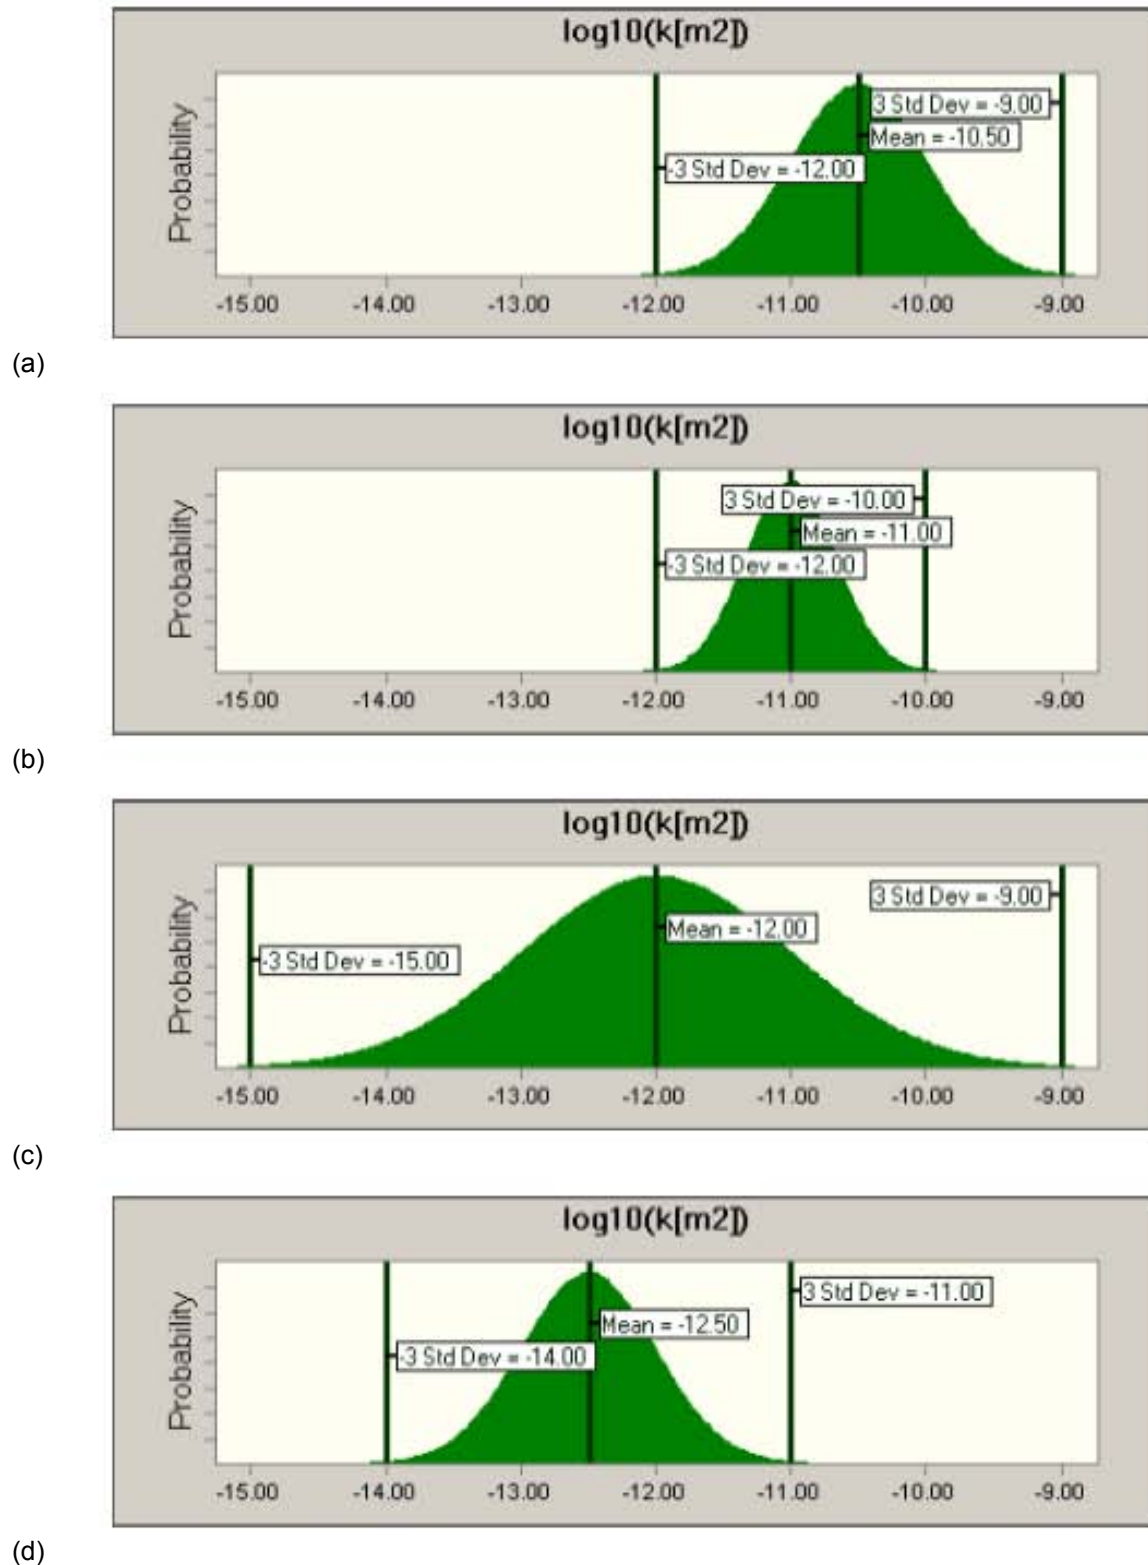 log10(k[m2])
Probability
3 Std Dev = -9.00
Mean = -10.50
-3 Std Dev = -12.00
-15.00 -14.00 -13.00 -12.00 -11.00 -10.00 -9.00
(a)
log10(k[m2])
Probability
3 Std Dev = -10.00
Mean = -11.00
-3 Std Dev = -12.00
-15.00 -14.00 -13.00 -12.00 -11.00 -10.00 -9.00
(b)
log10(k[m2])
Probability
3 Std Dev = -9.00
Mean = -12.00
-3 Std Dev = -15.00
-15.00 -14.00 -13.00 -12.00 -11.00 -10.00 -9.00
(c)
log10(k[m2])
Probability
3 Std Dev = -11.00
Mean = -12.50
-3 Std Dev = -14.00
-15.00 -14.00 -13.00 -12.00 -11.00 -10.00 -9.00
(d)